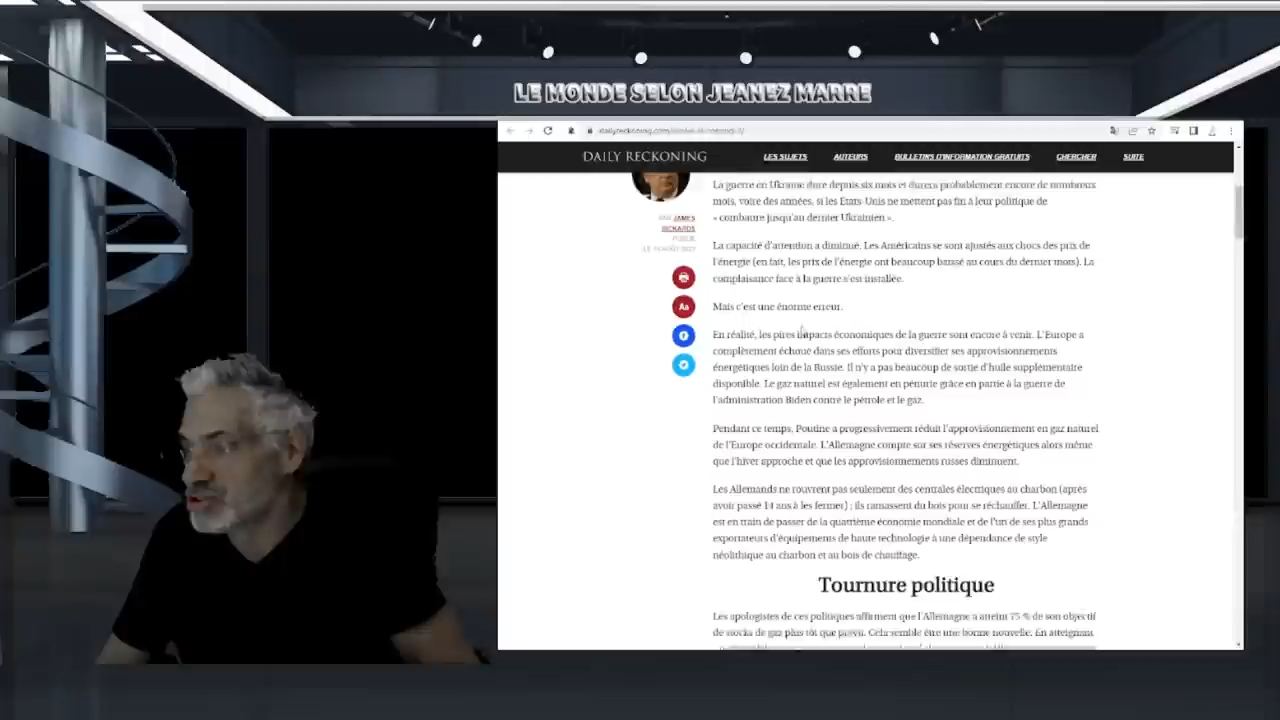 LE MONDE SELON JEANEZ MARRE
DAILY RECKONING
LES SUJETS
AUTEURS
BULLETINS D'INFORMATION GRATUITS
CHERCHER
SUITE
PAR JAMES
RICKARDS
PUBLIÉ
La guerre en Ukraine dure depuis six mois et durera probablement encore de nombreux
mois, voire des années, si les États-Unis ne mettent pas fin à leur politique de
« combattre jusqu'au dernier Ukrainien ».
La capacité d'attention a diminué. Les Américains se sont ajustés aux chocs des prix de
l'énergie (en fait, les prix de l'énergie ont beaucoup baissé au cours du dernier mois). La
complaisance face à la guerre s'est installée.
Mais c'est une énorme erreur.
En réalité, les pires impacts économiques de la guerre sont encore à venir. L'Europe a
complètement échoué dans ses efforts pour diversifier ses approvisionnements
énergétiques loin de la Russie. Il n'y a pas beaucoup de sortie d'huile supplémentaire
disponible. Le gaz naturel est également en pénurie grâce en partie à la guerre de
l'administration Biden contre le pétrole et le gaz.
Pendant ce temps, Poutine a progressivement réduit l'approvisionnement en gaz naturel
de l'Europe occidentale. L'Allemagne compte sur ses réserves énergétiques alors même
que l'hiver approche et que les approvisionnements russes diminuent.
Les Allemands ne rouvrent pas seulement des centrales électriques au charbon (après
avoir passé 14 ans à les fermer) ; ils ramassent du bois pour se réchauffer. L'Allemagne
est en train de passer de la quatrième économie mondiale et de l'un de ses plus grands
exportateurs d'équipements de haute technologie à une dépendance de style
néolithique au charbon et au bois de chauffage.
Aa
Tournure politique
Les apologistes de ces politiques affirment que l'Allemagne a atteint 75 % de son objectif
de stocks de gaz plus tôt que prévu. Cela semble être une bonne nouvelle. En atteignant